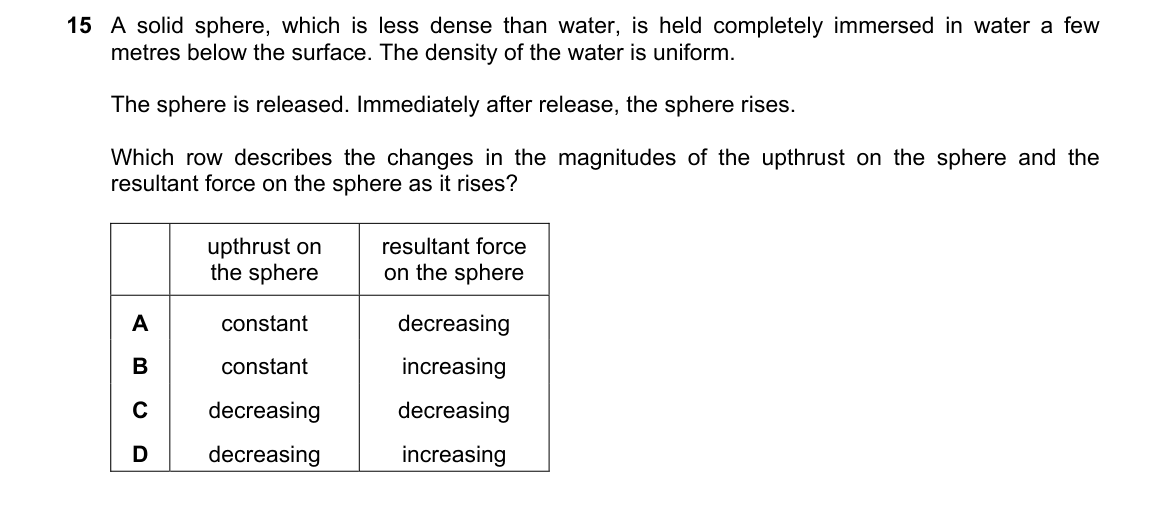 15 A solid sphere, which is less dense than water, is held completely immersed in water a few
metres below the surface. The density of the water is uniform.
The sphere is released. Immediately after release, the sphere rises.
Which row describes the changes in the magnitudes of the upthrust on the sphere and the
resultant force on the sphere as it rises?
upthrust on the sphere resultant force on the sphere
A constant decreasing
B constant increasing
C decreasing decreasing
D decreasing increasing